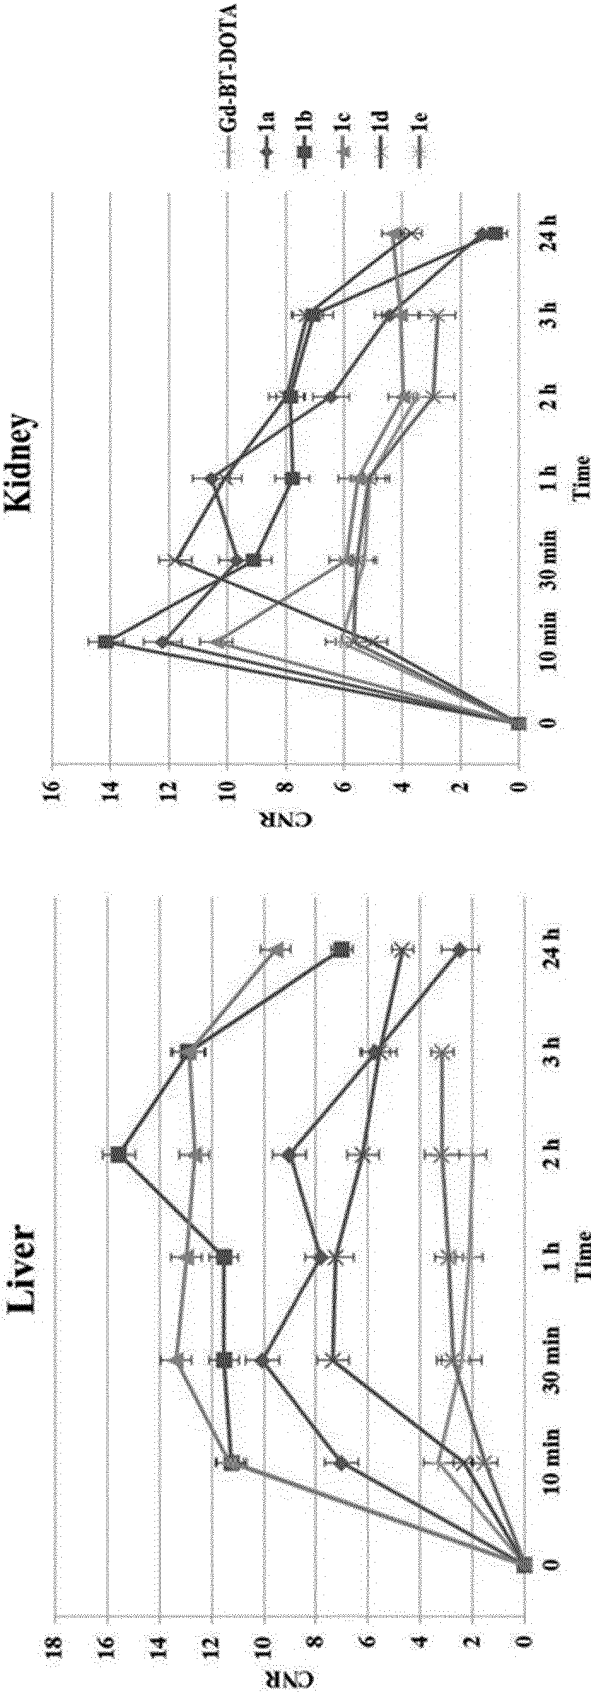 Liver
18
16
14
12
10
8
6
4
2
0
CNR
0
10 min
30 min
1 h
2 h
3 h
24 h
Time
Kidney
16
14
12
10
8
6
4
2
0
CNR
0
10 min
30 min
1 h
2 h
3 h
24 h
Time
Gd-BT-DOTA
1a
1b
1c
1d
1e